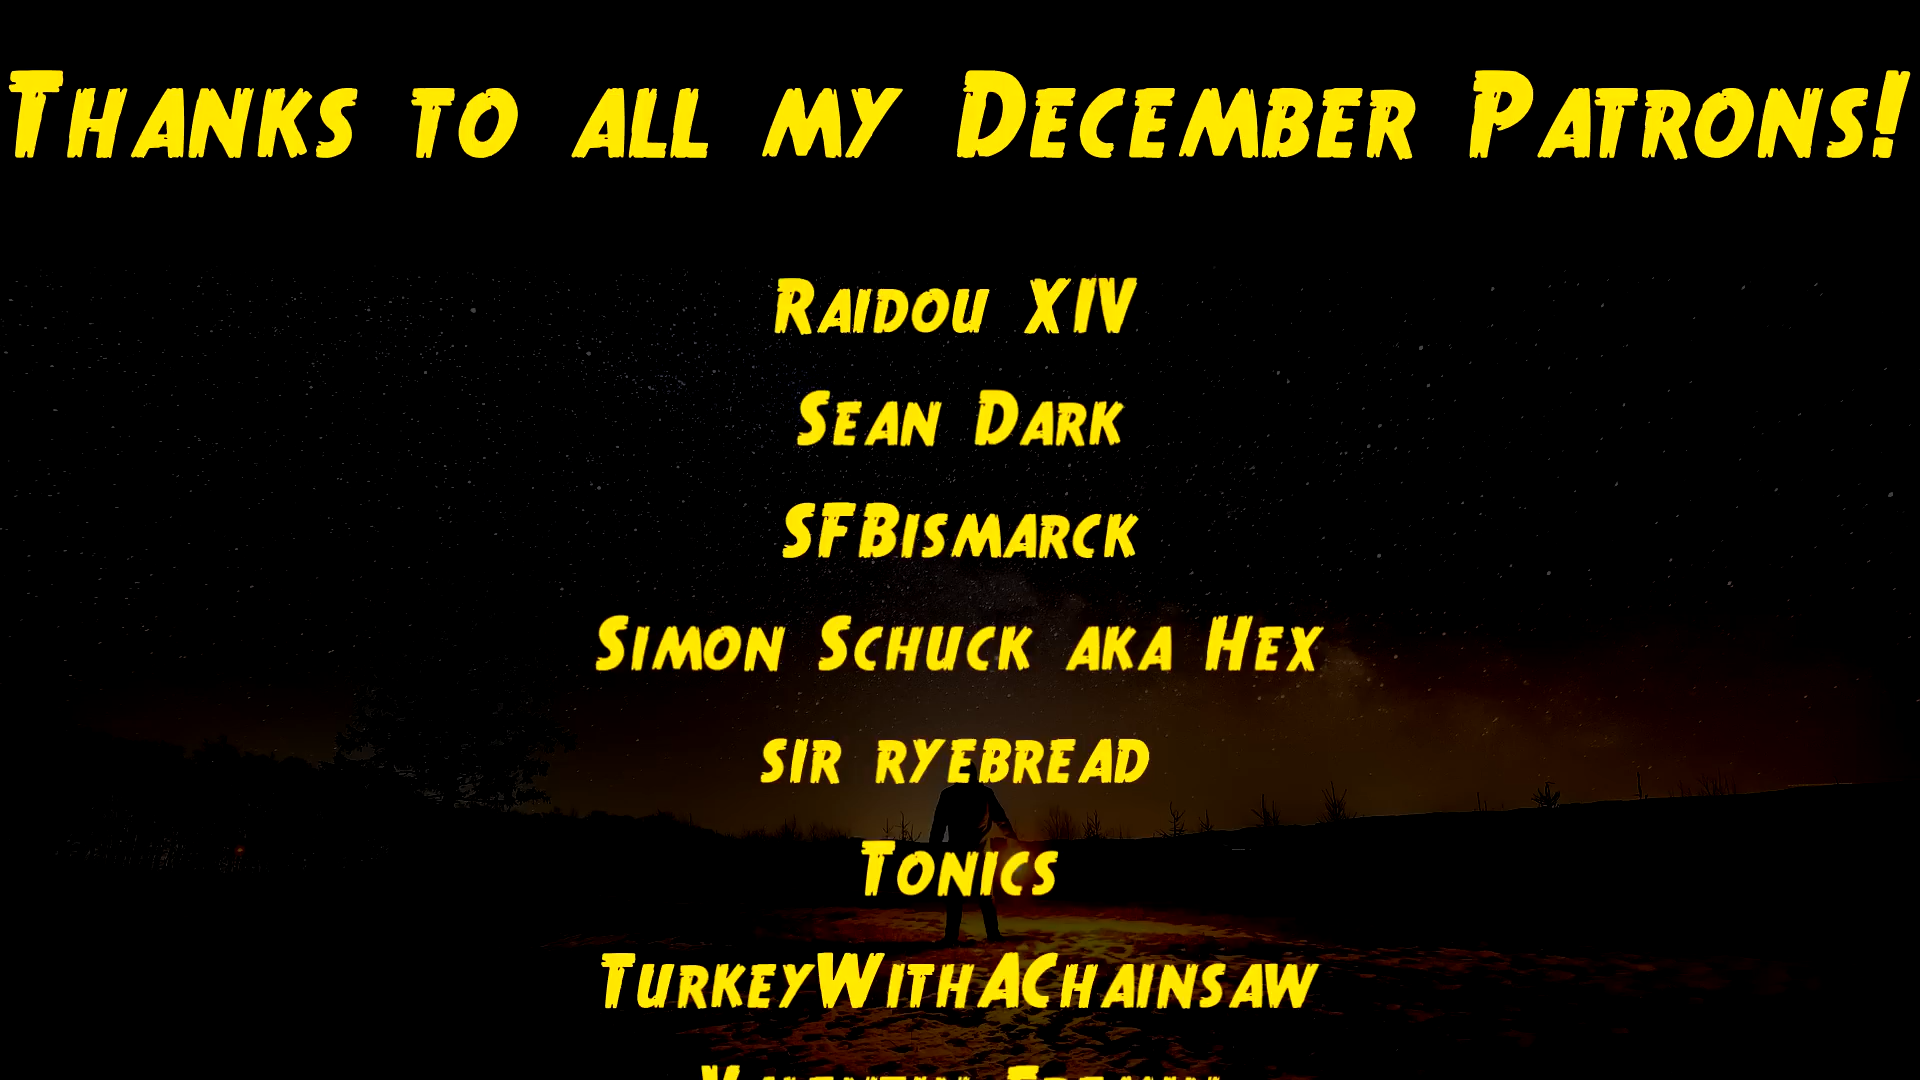 Thanks to all my December Patrons!
Raidou XIV
Sean Dark
SFBismarck
Simon Schuck aka Hex
sir ryebread
Tonics
TurkeyWithAChainsaw